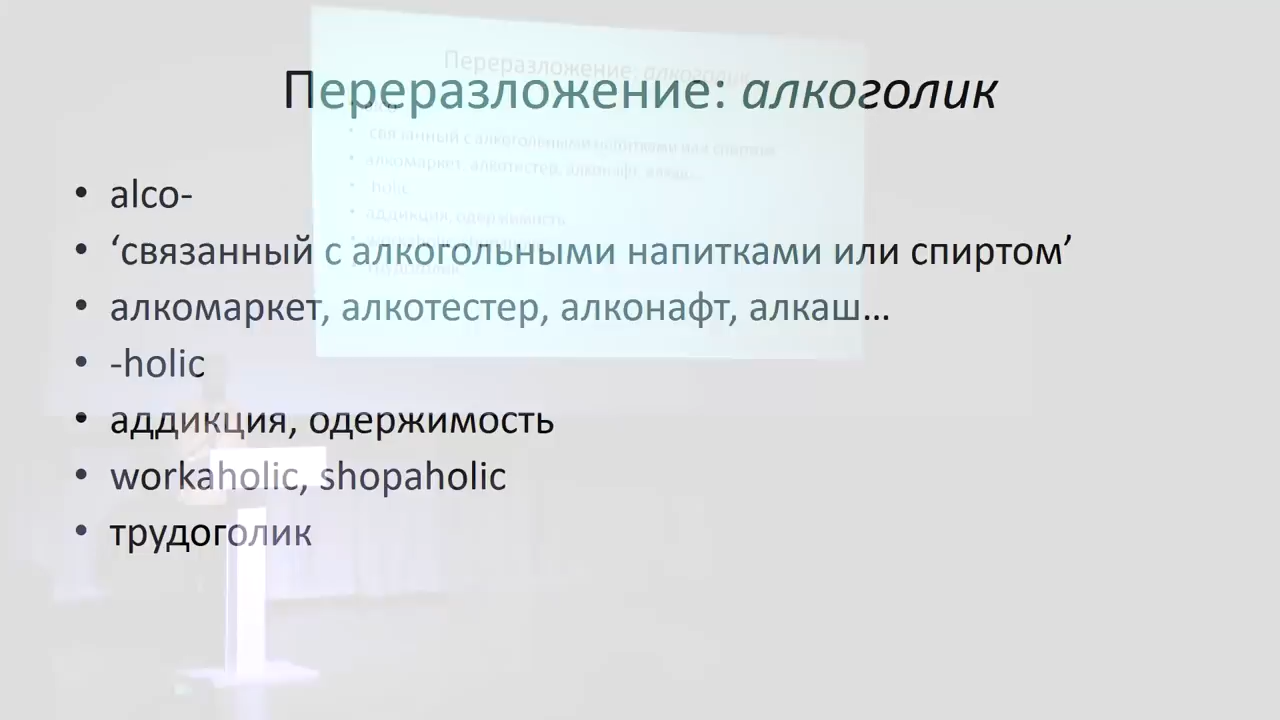 Переразложение: алкоголик
• alco-
• ‘связанный с алкогольными напитками или спиртом’
• алкомаркет, алкотестер, алконафт, алкаш…
• -holic
• аддикция, одержимость
• workaholic, shopaholic
• трудоголик